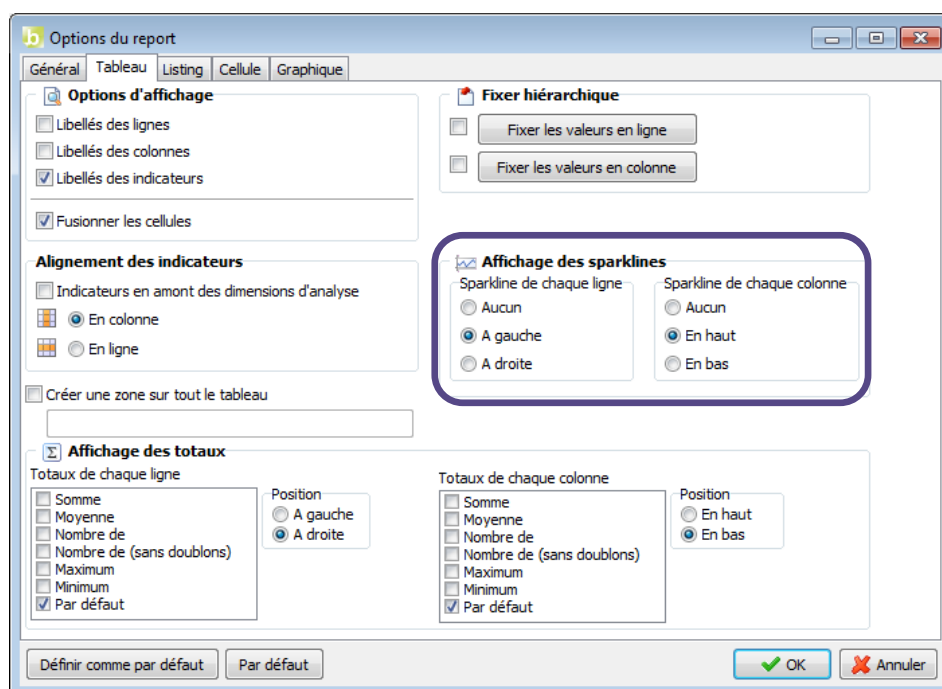 Options du report
Général Tableau Listing Cellule Graphique
Options d'affichage
Libellés des lignes
Libellés des colonnes
Libellés des indicateurs
Fusionner les cellules
Fixer hiérarchique
Fixer les valeurs en ligne
Fixer les valeurs en colonne
Alignement des indicateurs
Indicateurs en amont des dimensions d'analyse
En colonne
En ligne
Affichage des sparklines
Sparkline de chaque ligne
Aucun
A gauche
A droite
Sparkline de chaque colonne
Aucun
En haut
En bas
Créer une zone sur tout le tableau
Affichage des totaux
Totaux de chaque ligne
Somme
Moyenne
Nombre de
Nombre de (sans doublons)
Maximum
Minimum
Par défaut
Position
A gauche
A droite
Totaux de chaque colonne
Somme
Moyenne
Nombre de
Nombre de (sans doublons)
Maximum
Minimum
Par défaut
Position
En haut
En bas
Définir comme par défaut
Par défaut
OK
Annuler